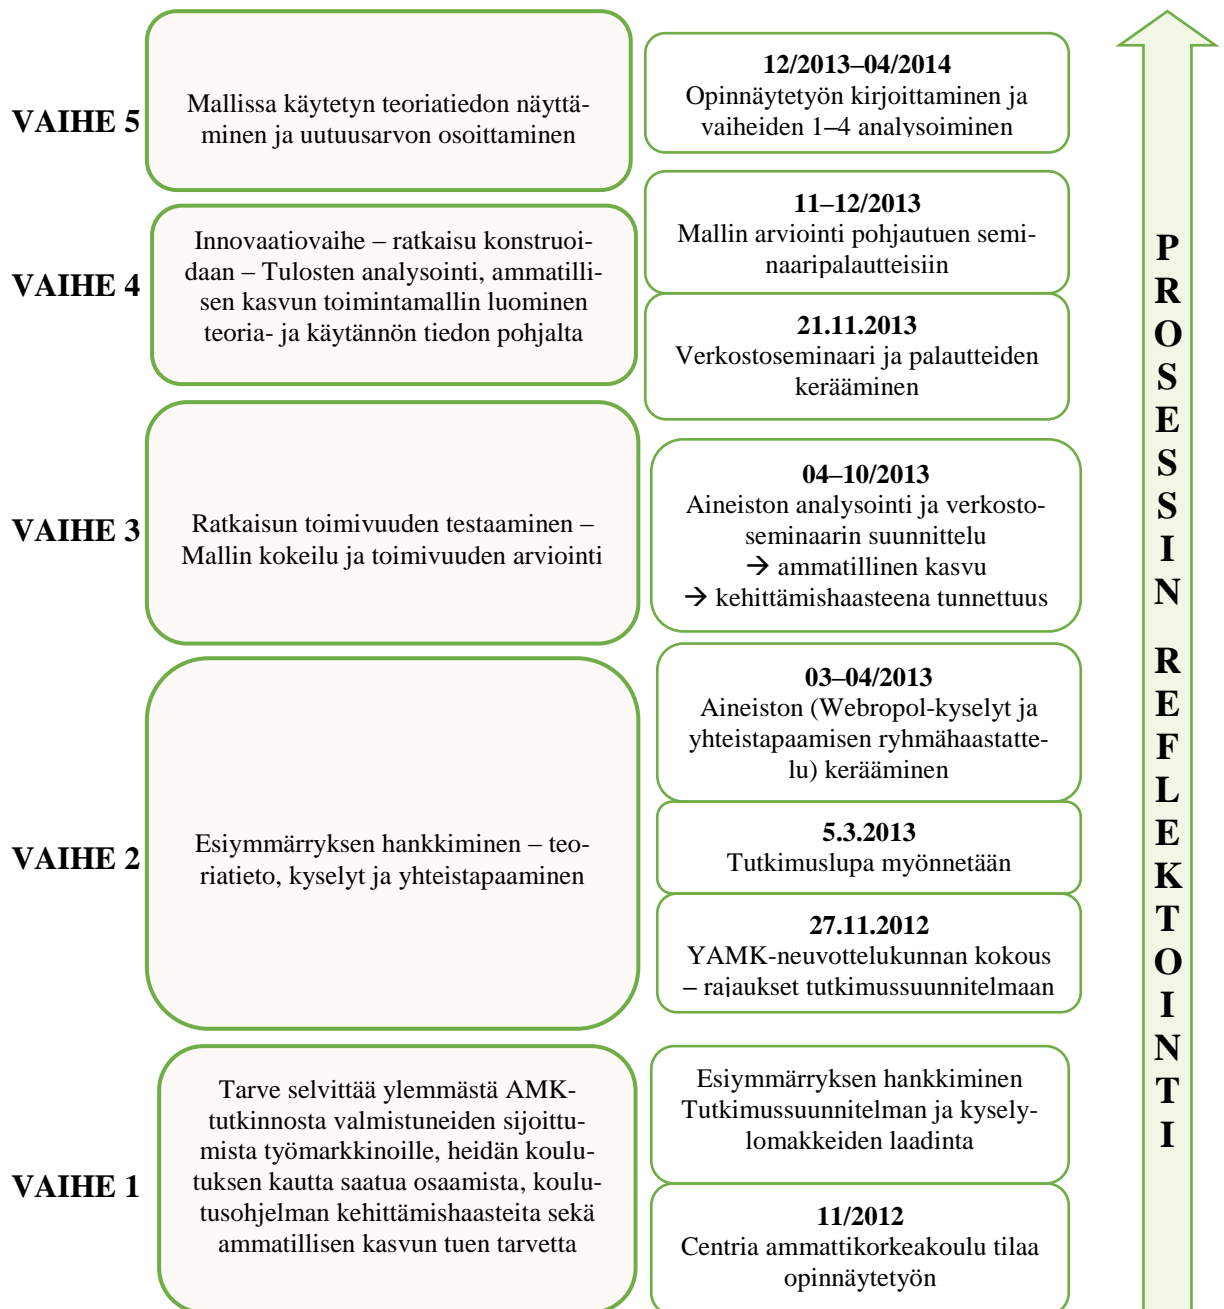 VAIHE 5
Mallissa käytetyn teoriatiedon näyttä-
minen ja uutuusarvon osoittaminen
12/2013–04/2014
Opinnäytetyön kirjoittaminen ja
vaiheiden 1–4 analysoiminen
VAIHE 4
Innovaatiovaihe – ratkaisu konstruoi-
daan – Tulosten analysointi, ammatilli-
sen kasvun toimintamallin luominen
teoria- ja käytännön tiedon pohjalta
11–12/2013
Mallin arviointi pohjautuen semi-
naaripalautteisiin
21.11.2013
Verkostoseminaari ja palautteiden
kerääminen
VAIHE 3
Ratkaisun toimivuuden testaaminen –
Mallin kokeilu ja toimivuuden arviointi
04–10/2013
Aineiston analysointi ja verkosto-
seminaarin suunnittelu
→ ammatillinen kasvu
→ kehittämishaasteena tunnettuus
VAIHE 2
Esiymmärryksen hankkiminen – teo-
riatieto, kyselyt ja yhteistapaaminen
03–04/2013
Aineiston (Webropol-kyselyt ja
yhteistapaamisen ryhmähaastatte-
lu) kerääminen
5.3.2013
Tutkimuslupa myönnetään
27.11.2012
YAMK-neuvottelukunnan kokous
– rajaukset tutkimussuunnitelmaan
VAIHE 1
Tarve selvittää ylemmästä AMK-
tutkinnosta valmistuneiden sijoittu-
mista työmarkkinoille, heidän koulu-
tuksen kautta saatua osaamista, koulu-
tusohjelman kehittämishaasteita sekä
ammatillisen kasvun tuen tarvetta
Esiymmärryksen hankkiminen
Tutkimussuunnitelman ja kysely-
lomakkeiden laadinta
11/2012
Centria ammattikorkeakoulu tilaa
opinnäytetyön
PROSESSIN REFLEKTOINTI